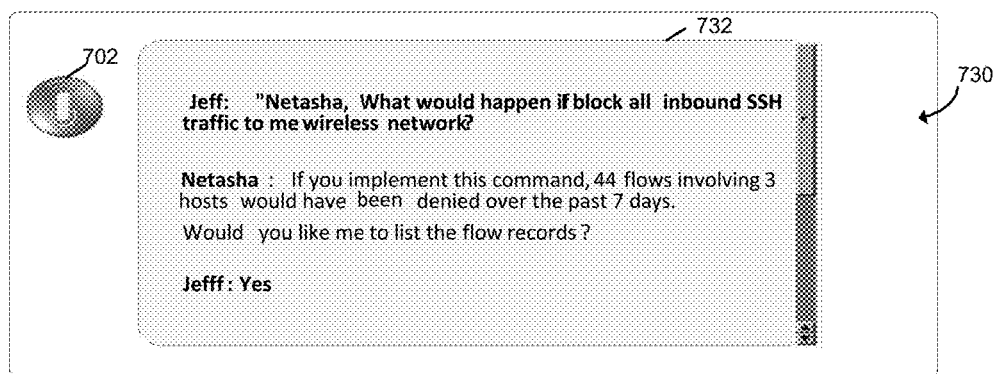 732
702
730
Jeff: "Netasha, What would happen if block all inbound SSH
traffic to me wireless network?
Netasha : If you implement this command, 44 flows involving 3
hosts would have been denied over the past 7 days.
Would you like me to list the flow records ?
Jefff : Yes